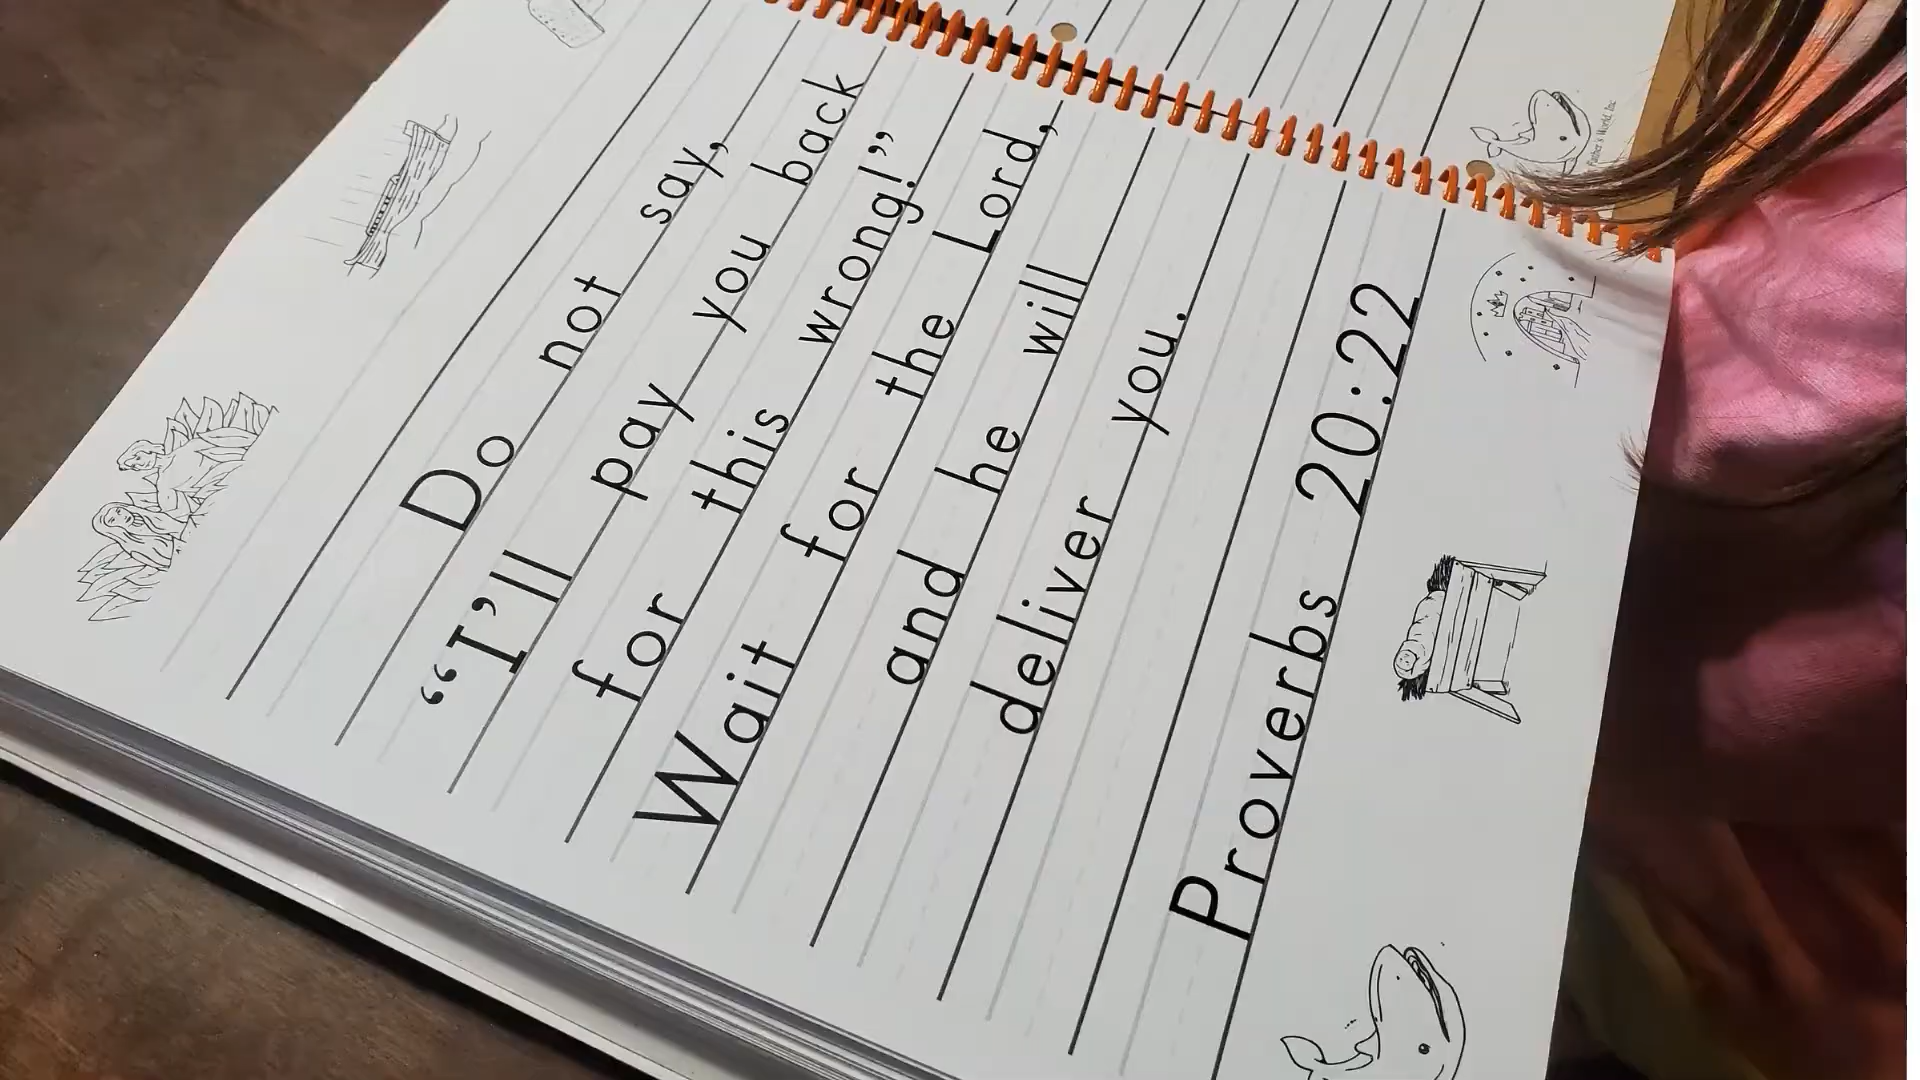 Do not say,
“I’ll pay you back
for this wrong!”
Wait for the Lord,
and he will
deliver you.
Proverbs 20:22